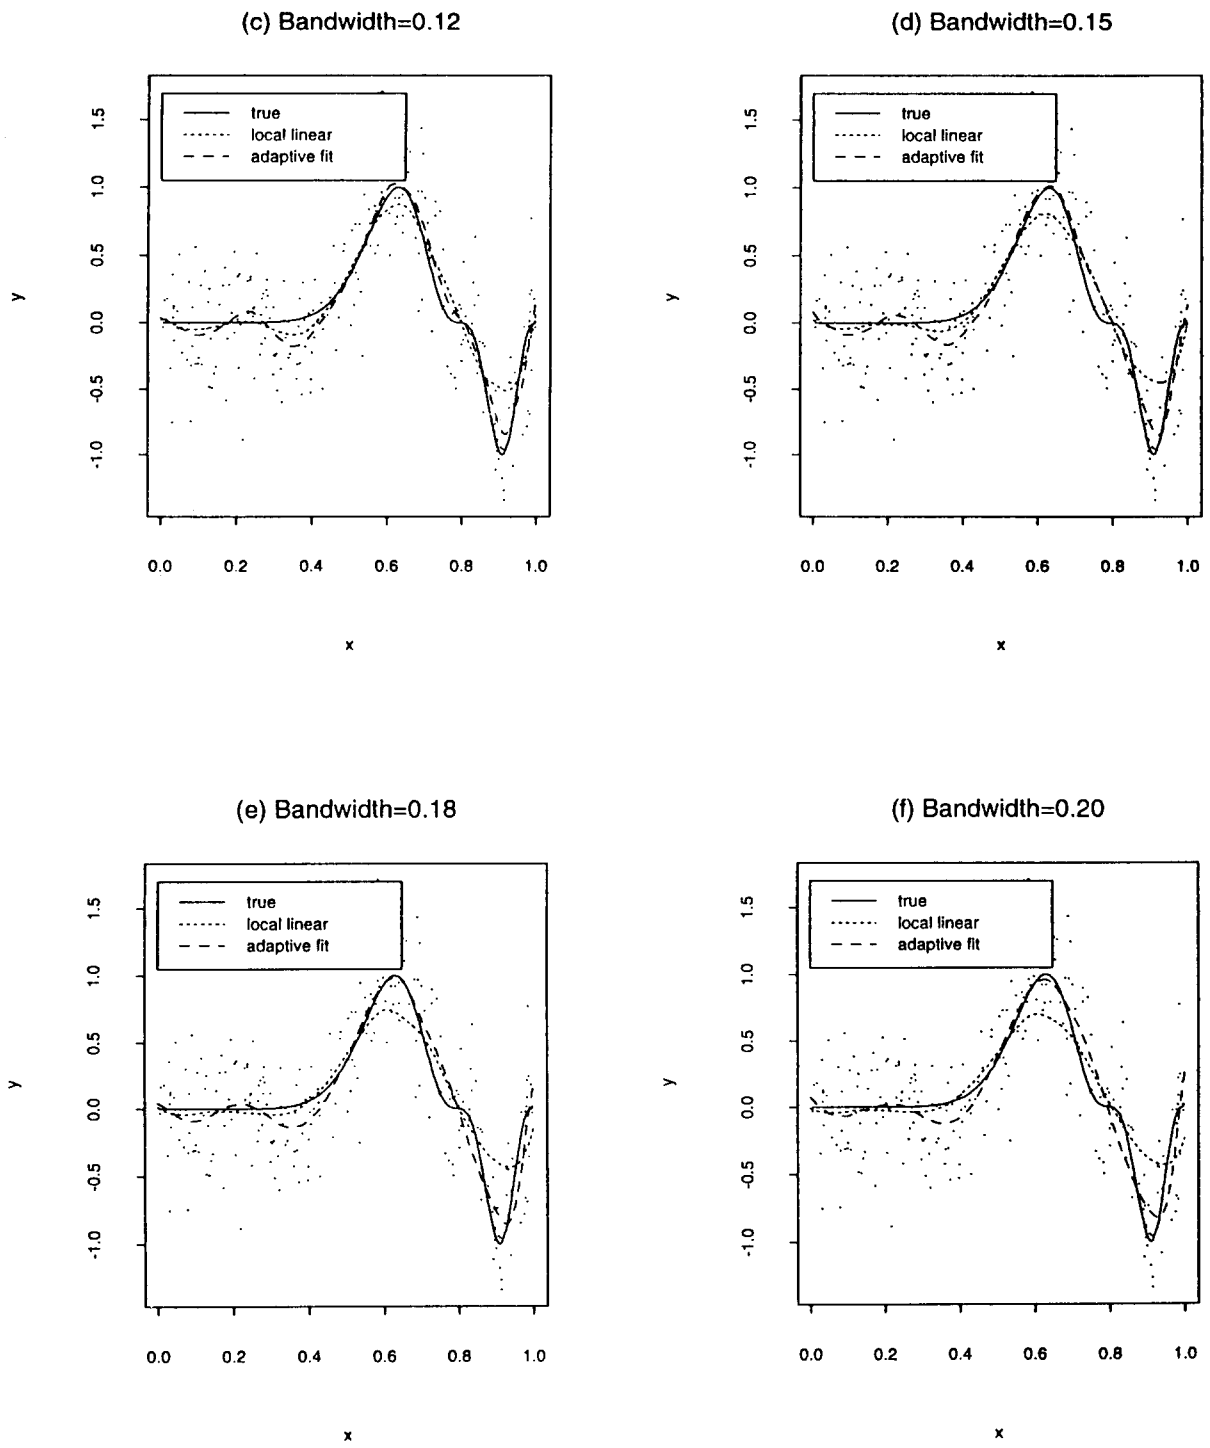 (c) Bandwidth=0.12
(d) Bandwidth=0.15
true
local linear
adaptive fit
y
1.5
1.0
0.5
0.0
-0.5
-1.0
0.0 0.2 0.4 0.6 0.8 1.0
x
true
local linear
adaptive fit
y
1.5
1.0
0.5
0.0
-0.5
-1.0
0.0 0.2 0.4 0.6 0.8 1.0
x
(e) Bandwidth=0.18
(f) Bandwidth=0.20
true
local linear
adaptive fit
y
1.5
1.0
0.5
0.0
-0.5
-1.0
0.0 0.2 0.4 0.6 0.8 1.0
x
true
local linear
adaptive fit
y
1.5
1.0
0.5
0.0
-0.5
-1.0
0.0 0.2 0.4 0.6 0.8 1.0
x